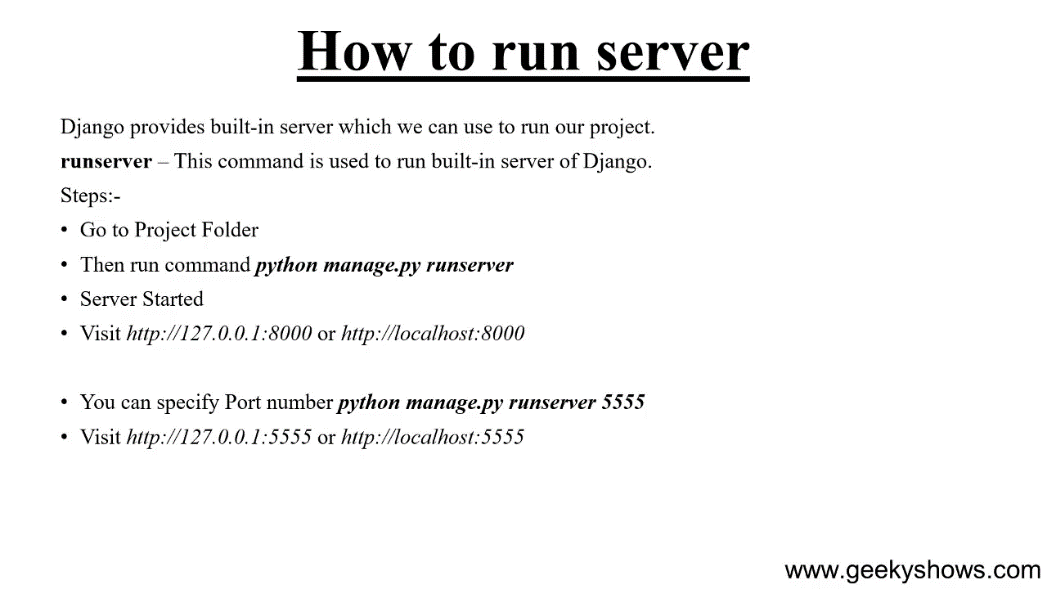 How to run server
Django provides built-in server which we can use to run our project.
runserver – This command is used to run built-in server of Django.
Steps:-
• Go to Project Folder
• Then run command python manage.py runserver
• Server Started
• Visit http://127.0.0.1:8000 or http://localhost:8000
• You can specify Port number python manage.py runserver 5555
• Visit http://127.0.0.1:5555 or http://localhost:5555
www.geekyshows.com